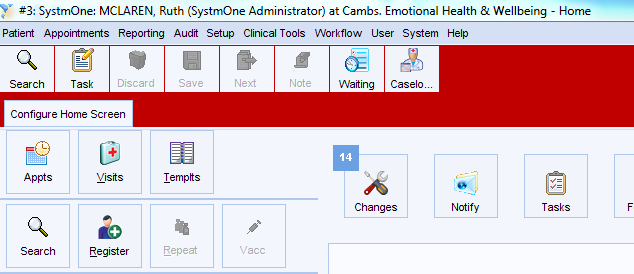 #3: SystmOne: MCLAREN, Ruth (SystmOne Administrator) at Cambs. Emotional Health & Wellbeing - Home
Patient Appointments Reporting Audit Setup Clinical Tools Workflow User System Help
Search Task Discard Save Next Note Waiting Caselo...
Configure Home Screen
14
Appts Visits Templts
Changes Notify Tasks F
Search Register Repeat Vacc